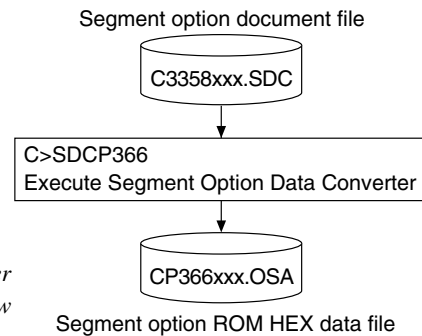 Segment option document file
C3358xxx.SDC
C>SDCP366
Execute Segment Option Data Converter
CP366xxx.OSA
Segment option ROM HEX data file